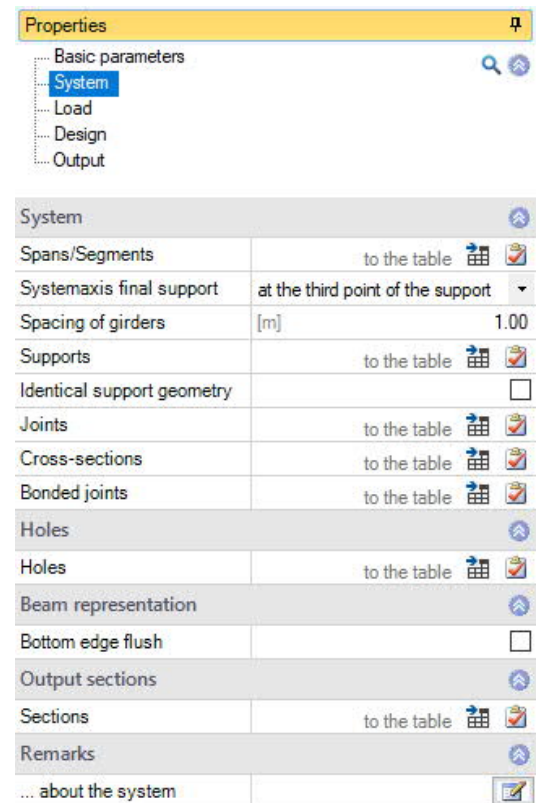 Properties
Basic parameters
System
Load
Design
Output
System
Spans/Segments to the table
Systemaxis final support at the third point of the support
Spacing of girders [m] 1.00
Supports to the table
Identical support geometry
Joints to the table
Cross-sections to the table
Bonded joints to the table
Holes
Holes to the table
Beam representation
Bottom edge flush
Output sections
Sections to the table
Remarks
... about the system